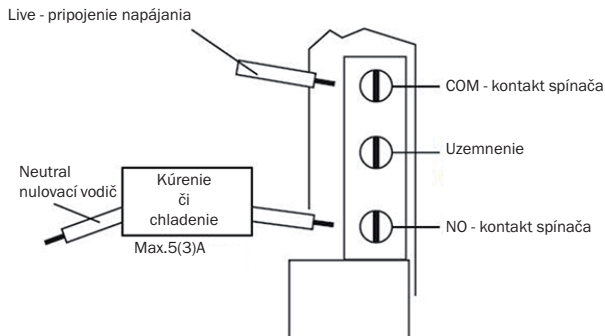 Live - pripojenie napájania
COM - kontakt spínača
Uzemnenie
Neutral
nulovací vodič
Kúrenie
či
chladenie
NO - kontakt spínača
Max.5(3)A